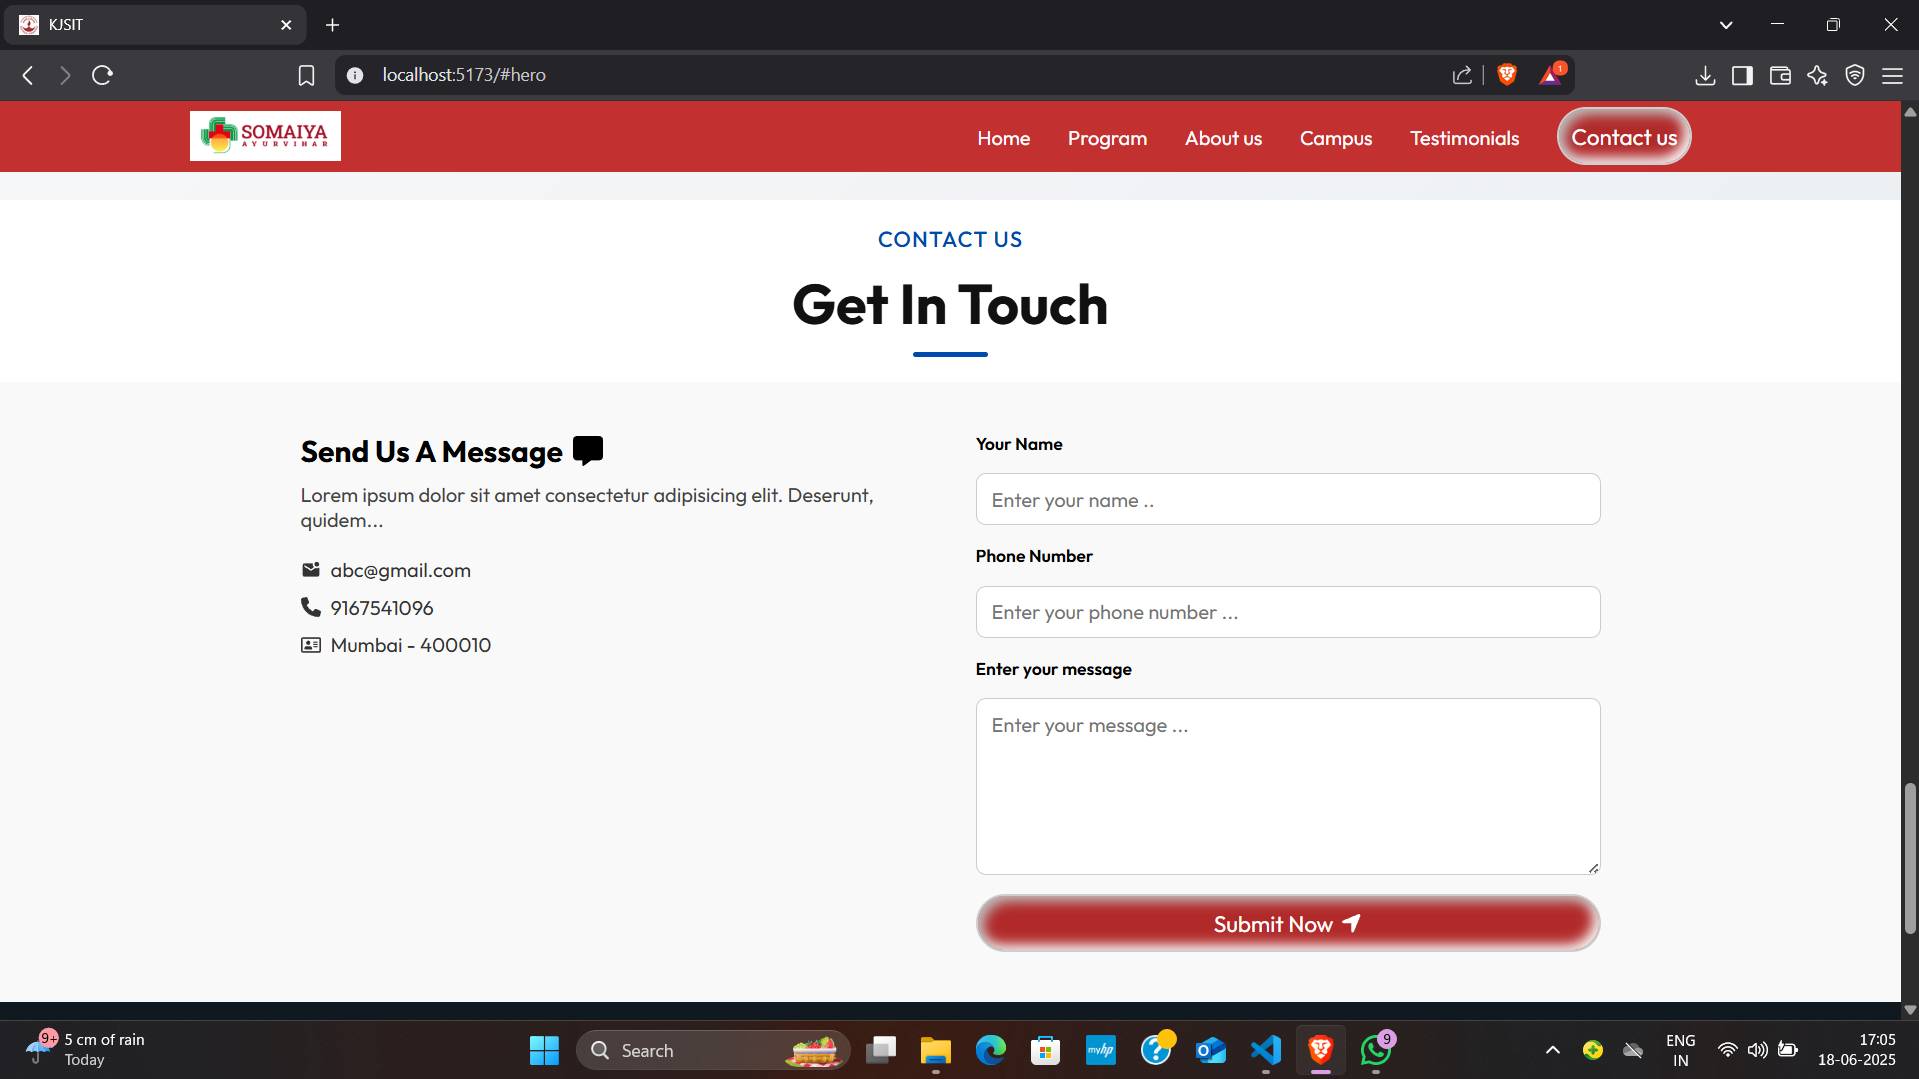 KJSIT
localhost:5173/#hero
1
SOMAIYA
AYURVIHAR
Home
Program
About us
Campus
Testimonials
Contact us
CONTACT US
Get In Touch
Send Us A Message
Lorem ipsum dolor sit amet consectetur adipisicing elit. Deserunt,
quidem...
abc@gmail.com
9167541096
Mumbai - 400010
Your Name
Enter your name ..
Phone Number
Enter your phone number ...
Enter your message
Enter your message ...
Submit Now
9+
5 cm of rain
Today
Search
myhp
?
O
9
ENG
IN
17:05
18-06-2025